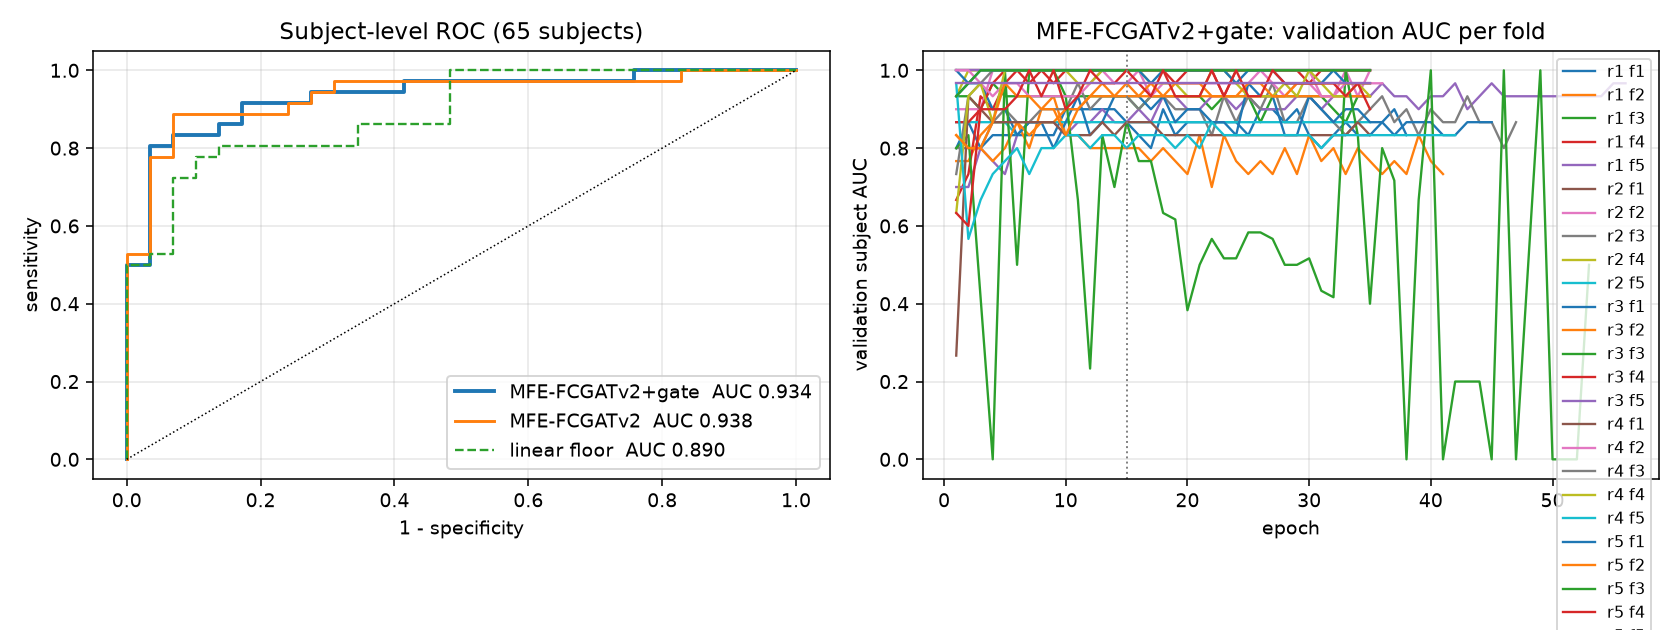 Subject-level ROC (65 subjects)
sensitivity
1.0
0.8
0.6
0.4
0.2
0.0
0.0 0.2 0.4 0.6 0.8 1.0
1 - specificity
MFE-FCGATv2+gate AUC 0.934
MFE-FCGATv2 AUC 0.938
linear floor AUC 0.890
MFE-FCGATv2+gate: validation AUC per fold
validation subject AUC
1.0
0.8
0.6
0.4
0.2
0.0
0 10 20 30 40 50
epoch
r1 f1
r1 f2
r1 f3
r1 f4
r1 f5
r2 f1
r2 f2
r2 f3
r2 f4
r2 f5
r3 f1
r3 f2
r3 f3
r3 f4
r3 f5
r4 f1
r4 f2
r4 f3
r4 f4
r4 f5
r5 f1
r5 f2
r5 f3
r5 f4